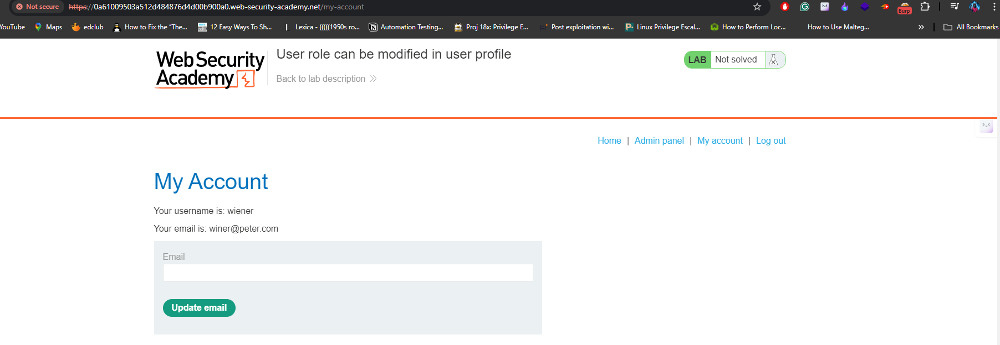 Not secure https://0a61009503a512d484876d4d00b900a0.web-security-academy.net/my-account Burp
YouTube Maps edclub How to Fix the “The... 12 Easy Ways To Sh... Lexica - (((((1950s ro... Automation Testing... Proj 18x: Privilege E... Post exploitation wi... Linux Privilege Escal... How to Perform Loc... How to Use Malteg... » All Bookmarks
Web Security
Academy
User role can be modified in user profile
Back to lab description
LAB Not solved
Home | Admin panel | My account | Log out
My Account
Your username is: wiener
Your email is: winer@peter.com
Email
Update email